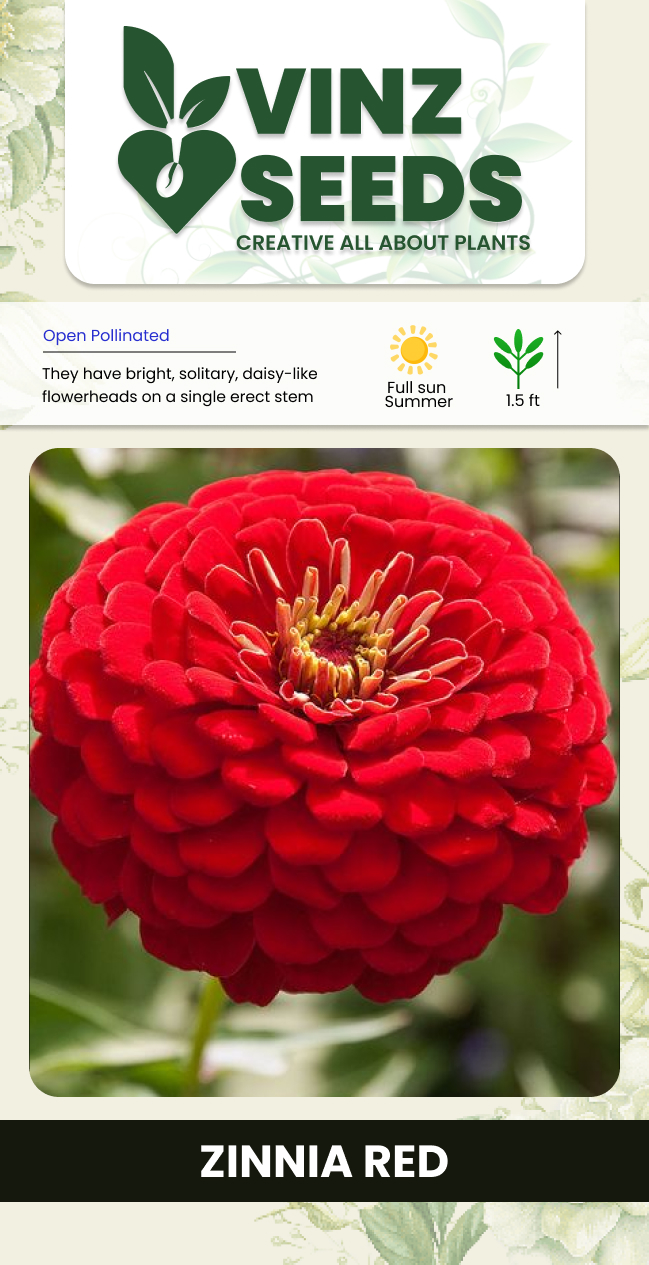 VINZ
SEEDS
CREATIVE ALL ABOUT PLANTS
Open Pollinated
They have bright, solitary, daisy-like
flowerheads on a single erect stem
Full sun
Summer
1.5 ft
ZINNIA RED